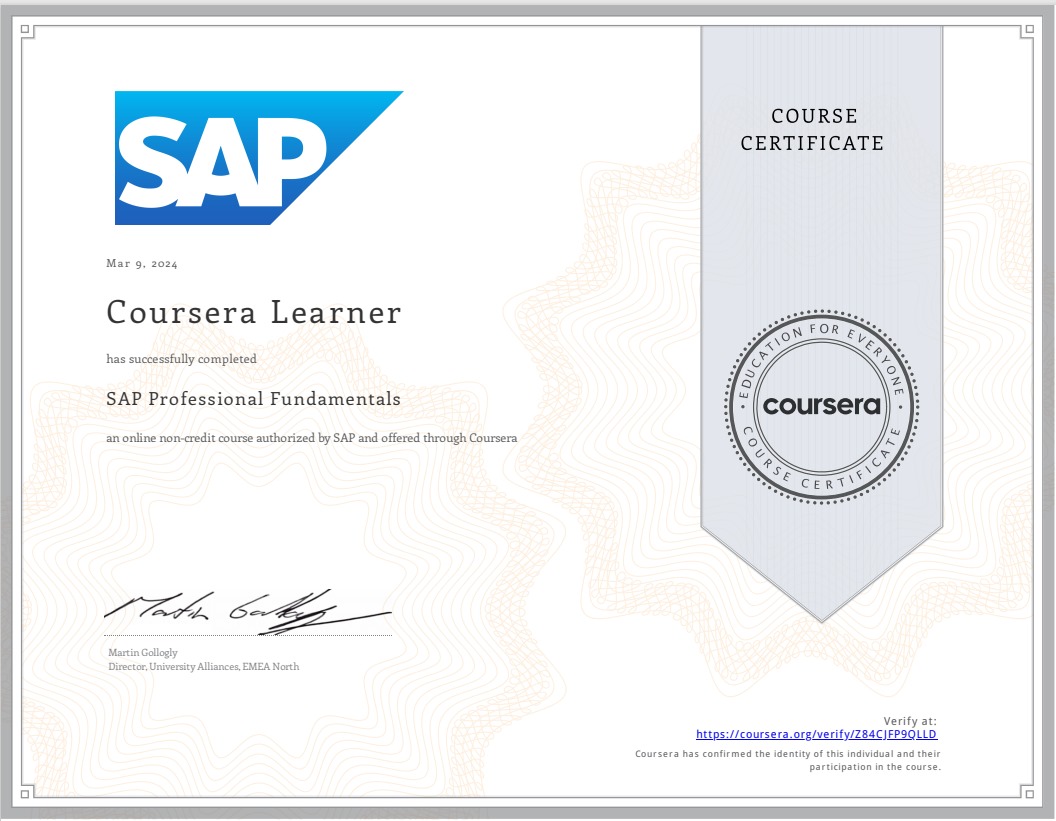 SAP
COURSE
CERTIFICATE
Mar 9, 2024
Coursera Learner
has successfully completed
SAP Professional Fundamentals
an online non-credit course authorized by SAP and offered through Coursera
EDUCATION FOR EVERYONE
coursera
COURSE CERTIFICATE
Martin Gollogly
Martin Gollogly
Director, University Alliances, EMEA North
Verify at:
https://coursera.org/verify/Z84CJFP9QLLD
Coursera has confirmed the identity of this individual and their
participation in the course.